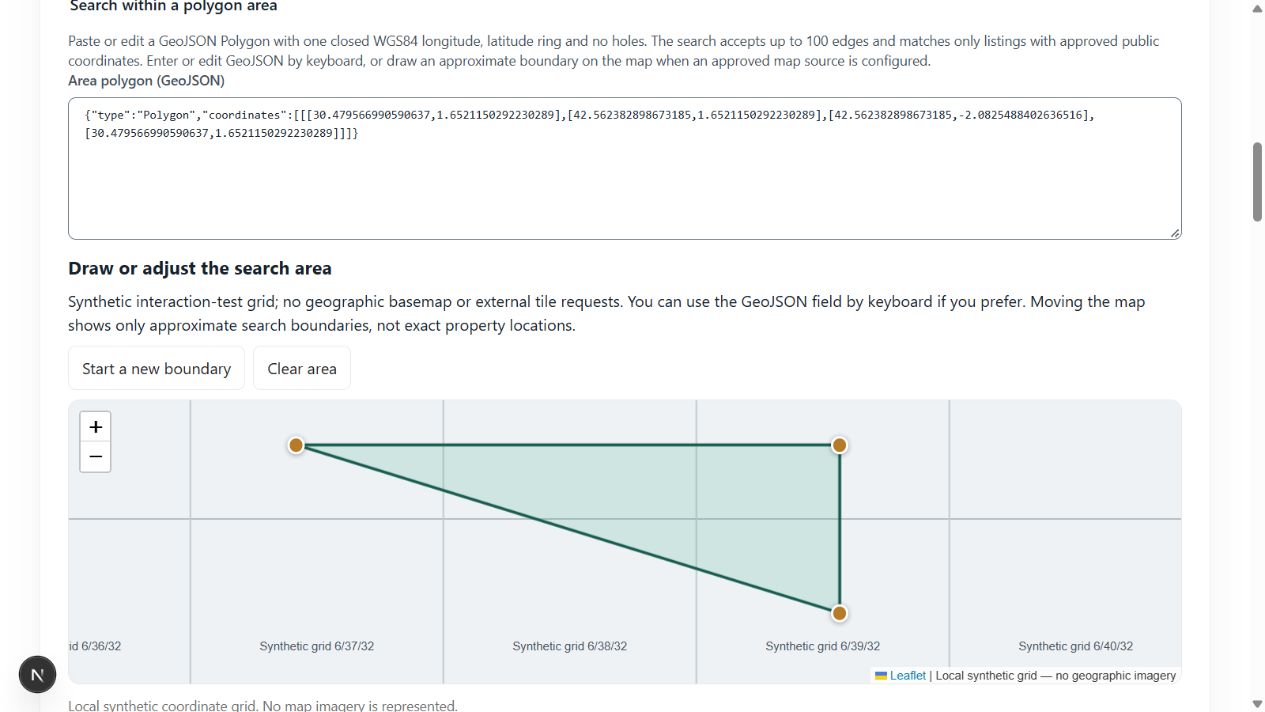 Search within a polygon area
Paste or edit a GeoJSON Polygon with one closed WGS84 longitude, latitude ring and no holes. The search accepts up to 100 edges and matches only listings with approved public
coordinates. Enter or edit GeoJSON by keyboard, or draw an approximate boundary on the map when an approved map source is configured.
Area polygon (GeoJSON)
{"type":"Polygon","coordinates":[[[30.479566990590637,1.6521150292230289],[42.562382898673185,1.6521150292230289],[42.562382898673185,-2.0825488402636516],
[30.479566990590637,1.6521150292230289]]]}
Draw or adjust the search area
Synthetic interaction-test grid; no geographic basemap or external tile requests. You can use the GeoJSON field by keyboard if you prefer. Moving the map
shows only approximate search boundaries, not exact property locations.
Start a new boundary
Clear area
+
−
id 6/36/32
Synthetic grid 6/37/32
Synthetic grid 6/38/32
Synthetic grid 6/39/32
Synthetic grid 6/40/32
N
Leaflet | Local synthetic grid — no geographic imagery
Local synthetic coordinate grid. No map imagery is represented.